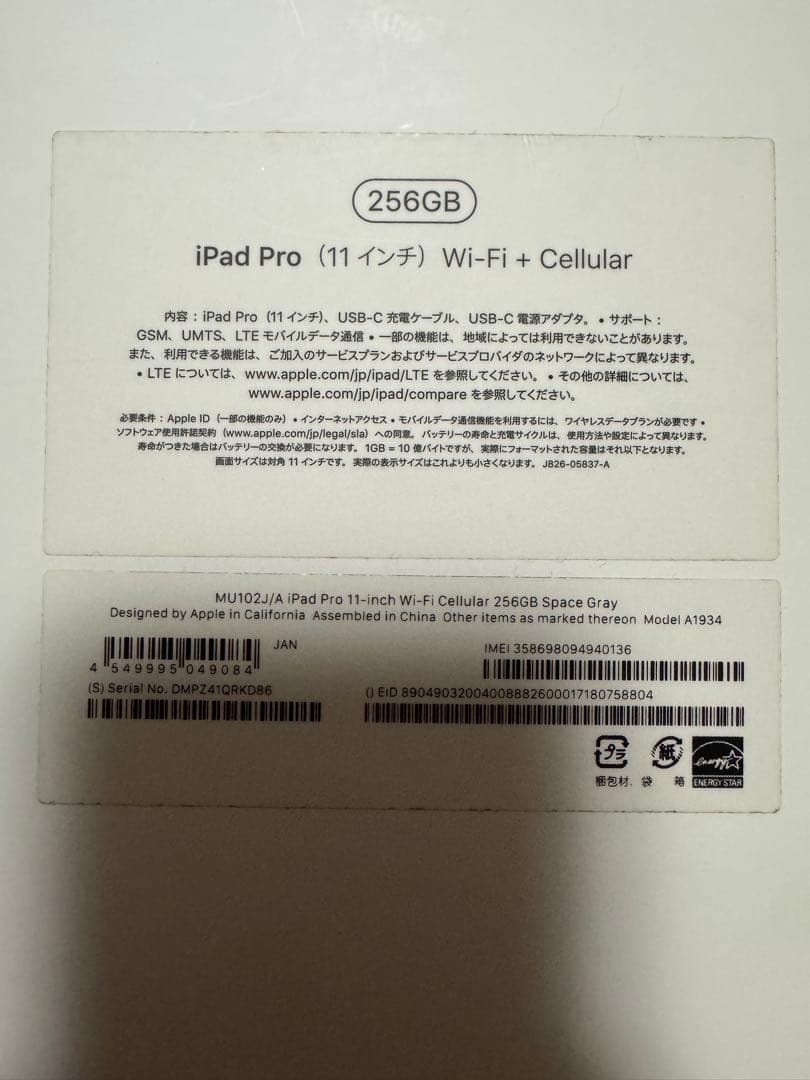 256GB
iPad Pro（11 インチ）Wi-Fi + Cellular
内容：iPad Pro（11 インチ）、USB-C 充電ケーブル、USB-C 電源アダプタ。• サポート：
GSM、UMTS、LTE モバイルデータ通信 • 一部の機能は、地域によっては利用できないことがあります。
また、利用できる機能は、ご加入のサービスプランおよびサービスプロバイダのネットワークによって異なります。
• LTE については、www.apple.com/jp/ipad/LTE を参照してください。• その他の詳細については、
www.apple.com/jp/ipad/compare を参照してください。
必要条件：Apple ID（一部の機能のみ）• インターネットアクセス • モバイルデータ通信機能を利用するには、ワイヤレスデータプランが必要です •
ソフトウェア使用許諾契約（www.apple.com/jp/legal/sla）への同意。バッテリーの寿命と充電サイクルは、使用方法や設定によって異なります。
寿命がつきた場合はバッテリーの交換が必要になります。1GB = 10 億バイトですが、実際にフォーマットされた容量はそれ以下となります。
画面サイズは対角 11 インチです。実際の表示サイズはこれよりも小さくなります。JB26-05837-A
MU102J/A iPad Pro 11-inch Wi-Fi Cellular 256GB Space Gray
Designed by Apple in California Assembled in China Other items as marked thereon Model A1934
JAN
4 549995 049084
IMEI 358698094940136
(S) Serial No. DMPZ41QRKD86
() EID 89049032004008882600017180758804
プラ
紙
energy
ENERGY STAR
梱包材、袋 箱